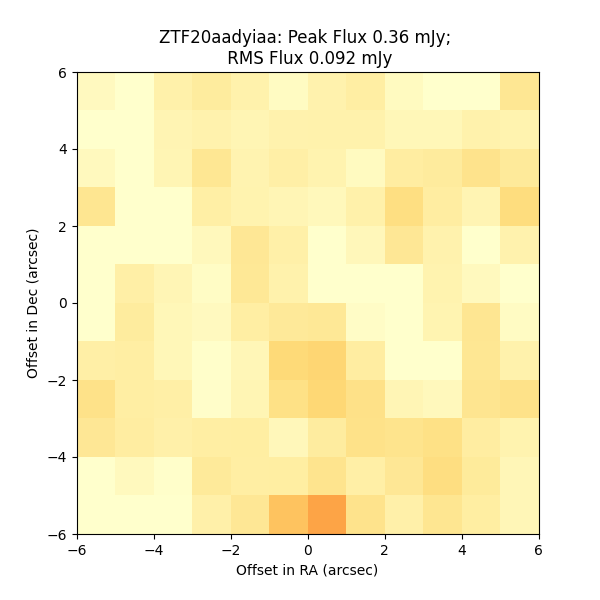 ZTF20aadyiaa: Peak Flux 0.36 mJy;
RMS Flux 0.092 mJy
6
4
2
0
−2
−4
−6
Offset in Dec (arcsec)
−6 −4 −2 0 2 4 6
Offset in RA (arcsec)